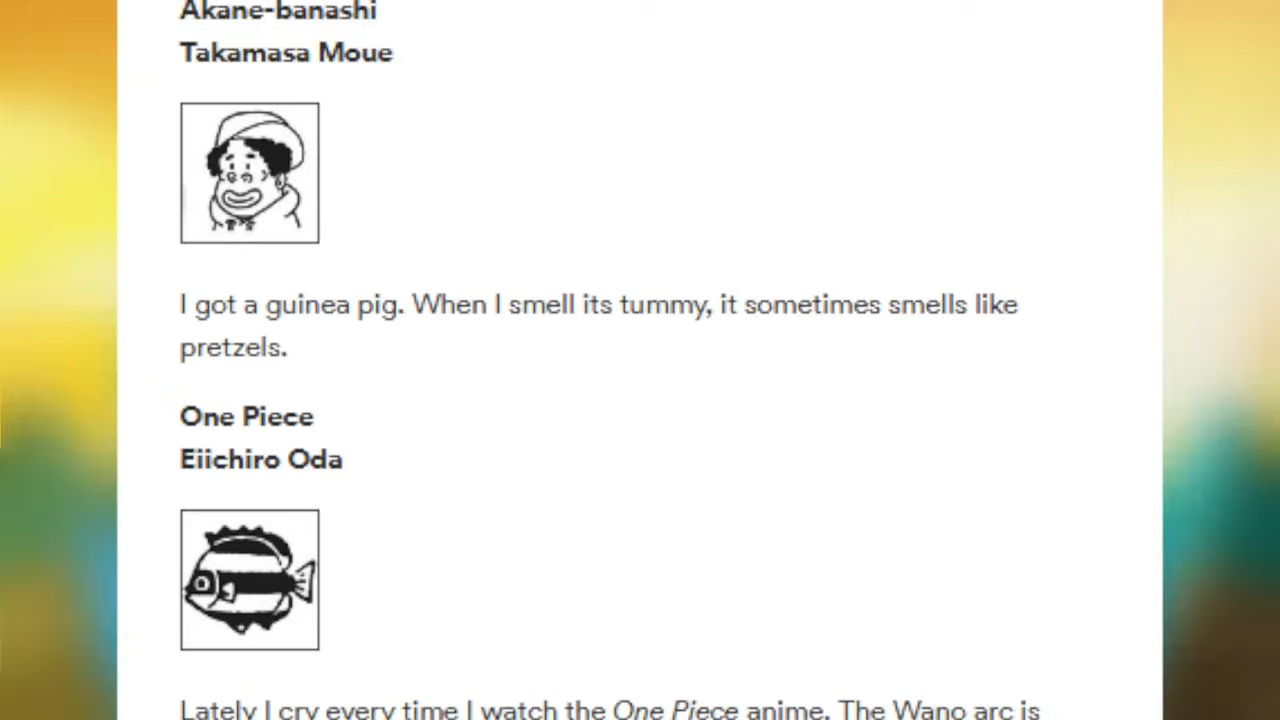 Akane-banashi
Takamasa Moue
I got a guinea pig. When I smell its tummy, it sometimes smells like
pretzels.
One Piece
Eiichiro Oda
Lately I cry every time I watch the One Piece anime. The Wano arc is